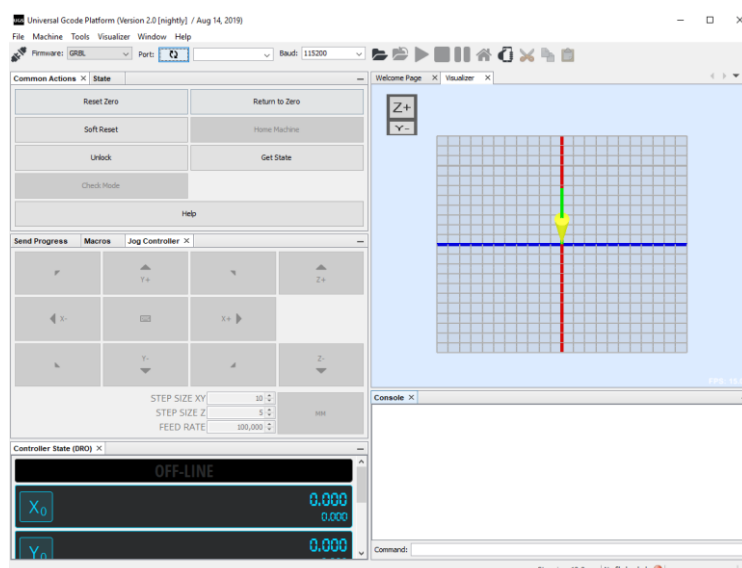 Universal Gcode Platform (Version 2.0 [nightly] / Aug 14, 2019)
File Machine Tools Visualizer Window Help
Firmware: GRBL Port: Baud: 115200
Common Actions State
Reset Zero Return to Zero
Soft Reset Home Machine
Unlock Get State
Check Mode
Help
Send Progress Macros Jog Controller
Y+ Z+
X- X+
Y- Z-
STEP SIZE XY 10
STEP SIZE Z 5
FEED RATE 100,000
Controller State (DRO)
OFF-LINE
X0 0.000
0.000
Y0 0.000
Welcome Page Visualizer
Z+
Y-
Console
Command: